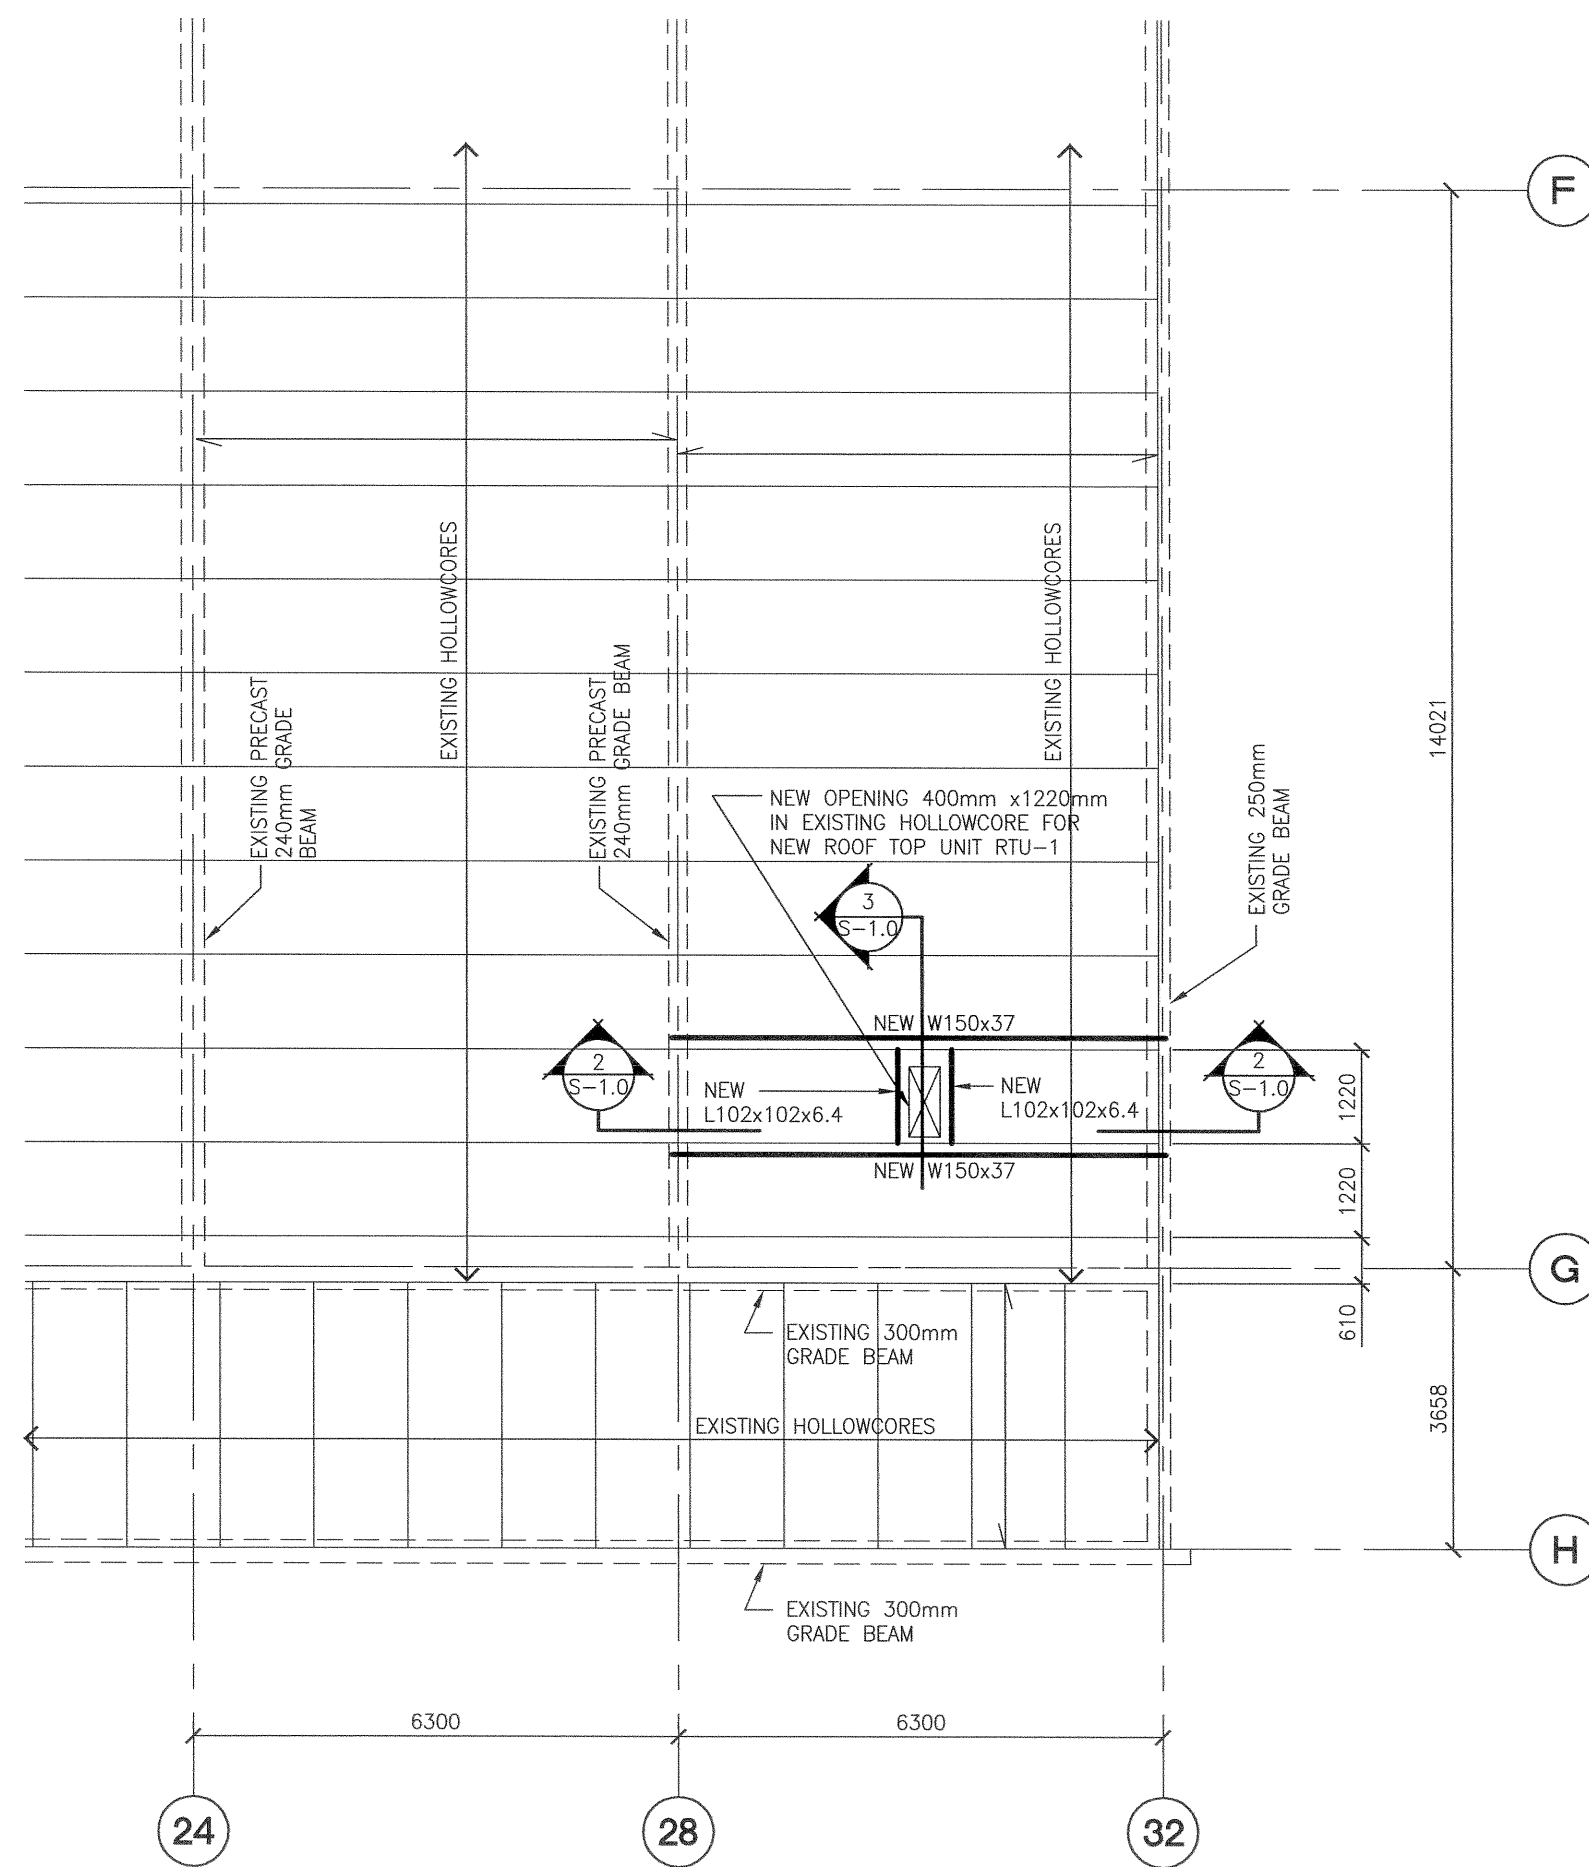 F
EXISTING HOLLOWCORES
EXISTING HOLLOWCORES
EXISTING PRECAST
240mm GRADE
BEAM
EXISTING PRECAST
240mm GRADE BEAM
14021
EXISTING 250mm
GRADE BEAM
NEW OPENING 400mm x1220mm
IN EXISTING HOLLOWCORE FOR
NEW ROOF TOP UNIT RTU-1
3
S-1.0
NEW W150x37
2
S-1.0
2
S-1.0
NEW
L102x102x6.4
NEW
L102x102x6.4
1220
NEW W150x37
1220
G
610
EXISTING 300mm
GRADE BEAM
3658
EXISTING HOLLOWCORES
H
EXISTING 300mm
GRADE BEAM
6300
6300
24
28
32